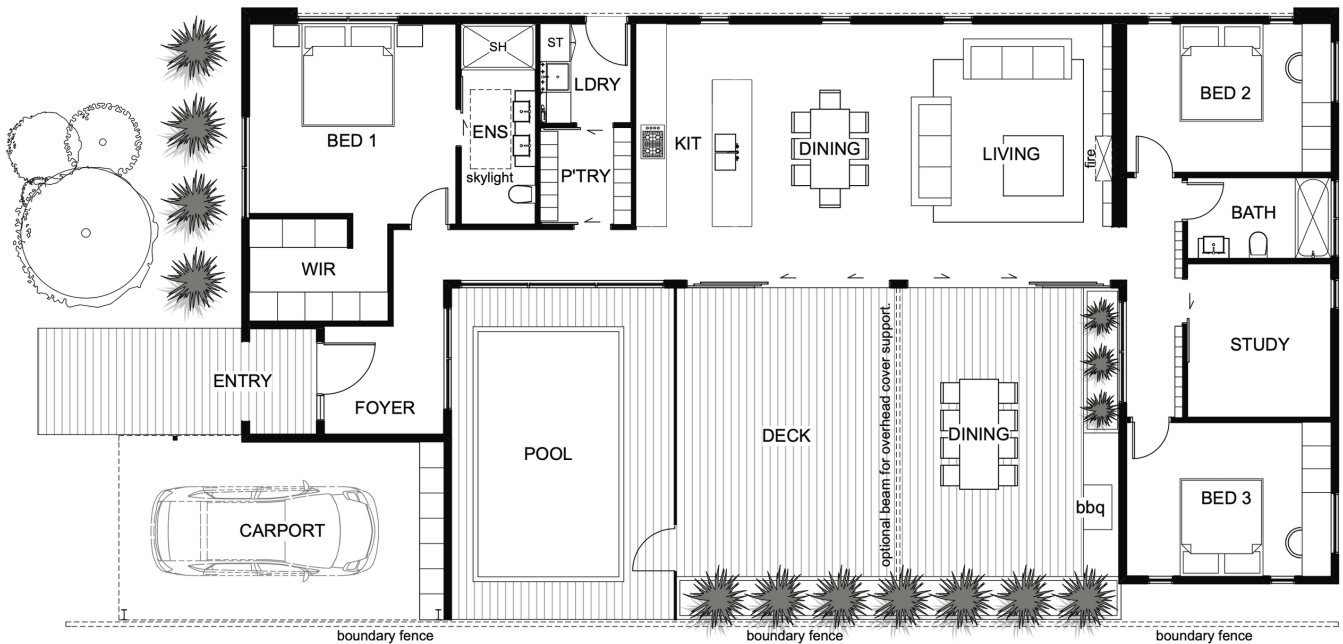 SH
ST
LDRY
BED 2
BED 1
ENS
KIT
DINING
LIVING
fire
skylight
P'TRY
BATH
WIR
optional beam for overhead cover support.
STUDY
ENTRY
FOYER
DECK
DINING
POOL
BED 3
bbq
CARPORT
boundary fence
boundary fence
boundary fence